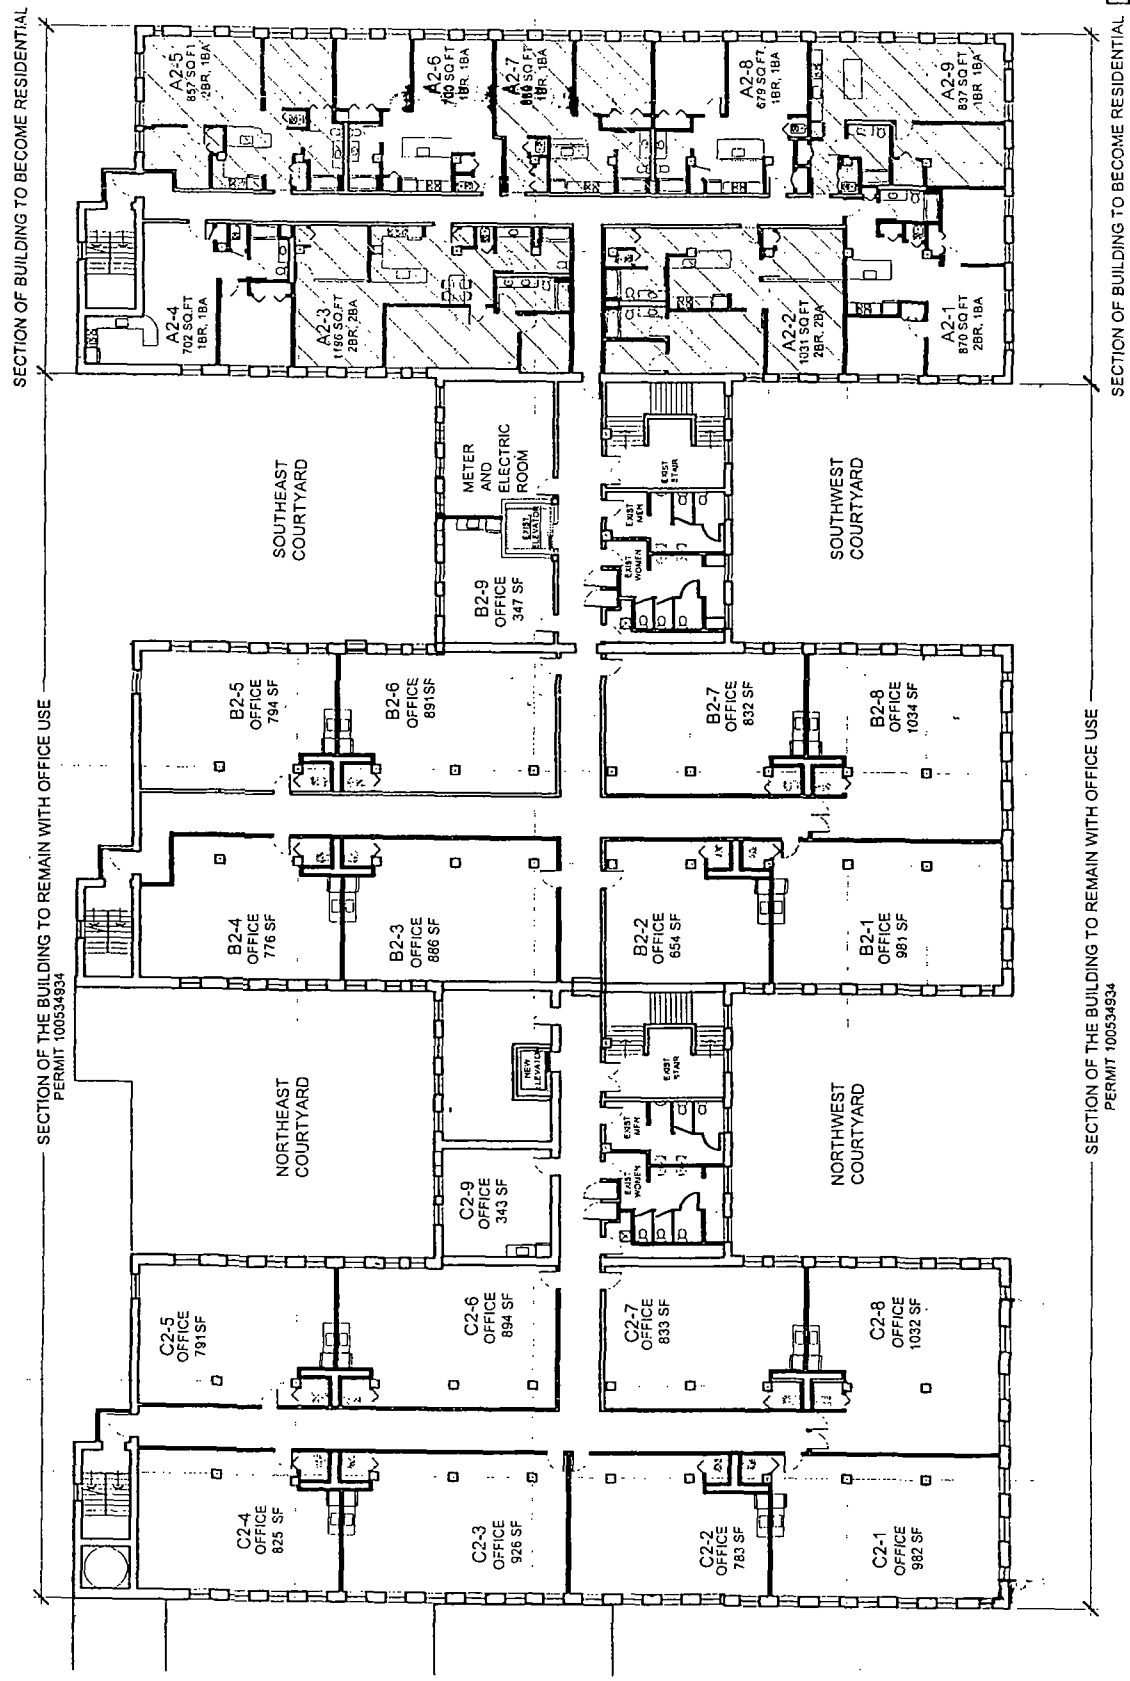 SECTION OF BUILDING TO BECOME RESIDENTIAL
A2-5
857 SQ.FT
2BR, 1BA
A2-6
700 SQ FT
1BR, 1BA
A2-7
SQ FT
1BR, 1BA
A2-8
679 SQ FT
1BR, 1BA
A2-9
837 SQ FT
1BR, 1BA
A2-4
702 SQ.FT
1BR, 1BA
A2-3
1186 SQ.FT
2BR, 2BA
A2-2
1031 SQ FT
2BR, 2BA
A2-1
870 SQ FT
2BR, 1BA
SECTION OF BUILDING TO BECOME RESIDENTIAL
SOUTHEAST
COURTYARD
METER
AND
ELECTRIC
ROOM
EXIST
ELEVATOR
B2-9
OFFICE
347 SF
EXIST
STAIR
EXIST
MEN
EXIST
WOMEN
SOUTHWEST
COURTYARD
SECTION OF THE BUILDING TO REMAIN WITH OFFICE USE
PERMIT 100534934
B2-5
OFFICE
794 SF
B2-6
OFFICE
891SF
B2-7
OFFICE
832 SF
B2-8
OFFICE
1034 SF
B2-4
OFFICE
776 SF
B2-3
OFFICE
886 SF
B2-2
OFFICE
654 SF
B2-1
OFFICE
981 SF
NORTHEAST
COURTYARD
NEW
ELEVATOR
C2-9
OFFICE
343 SF
EXIST
STAIR
EXIST
MEN
EXIST
WOMEN
NORTHWEST
COURTYARD
SECTION OF THE BUILDING TO REMAIN WITH OFFICE USE
PERMIT 100534934
C2-5
OFFICE
791SF
C2-6
OFFICE
894 SF
C2-7
OFFICE
833 SF
C2-8
OFFICE
1032 SF
C2-4
OFFICE
825 SF
C2-3
OFFICE
926 SF
C2-2
OFFICE
783 SF
C2-1
OFFICE
982 SF